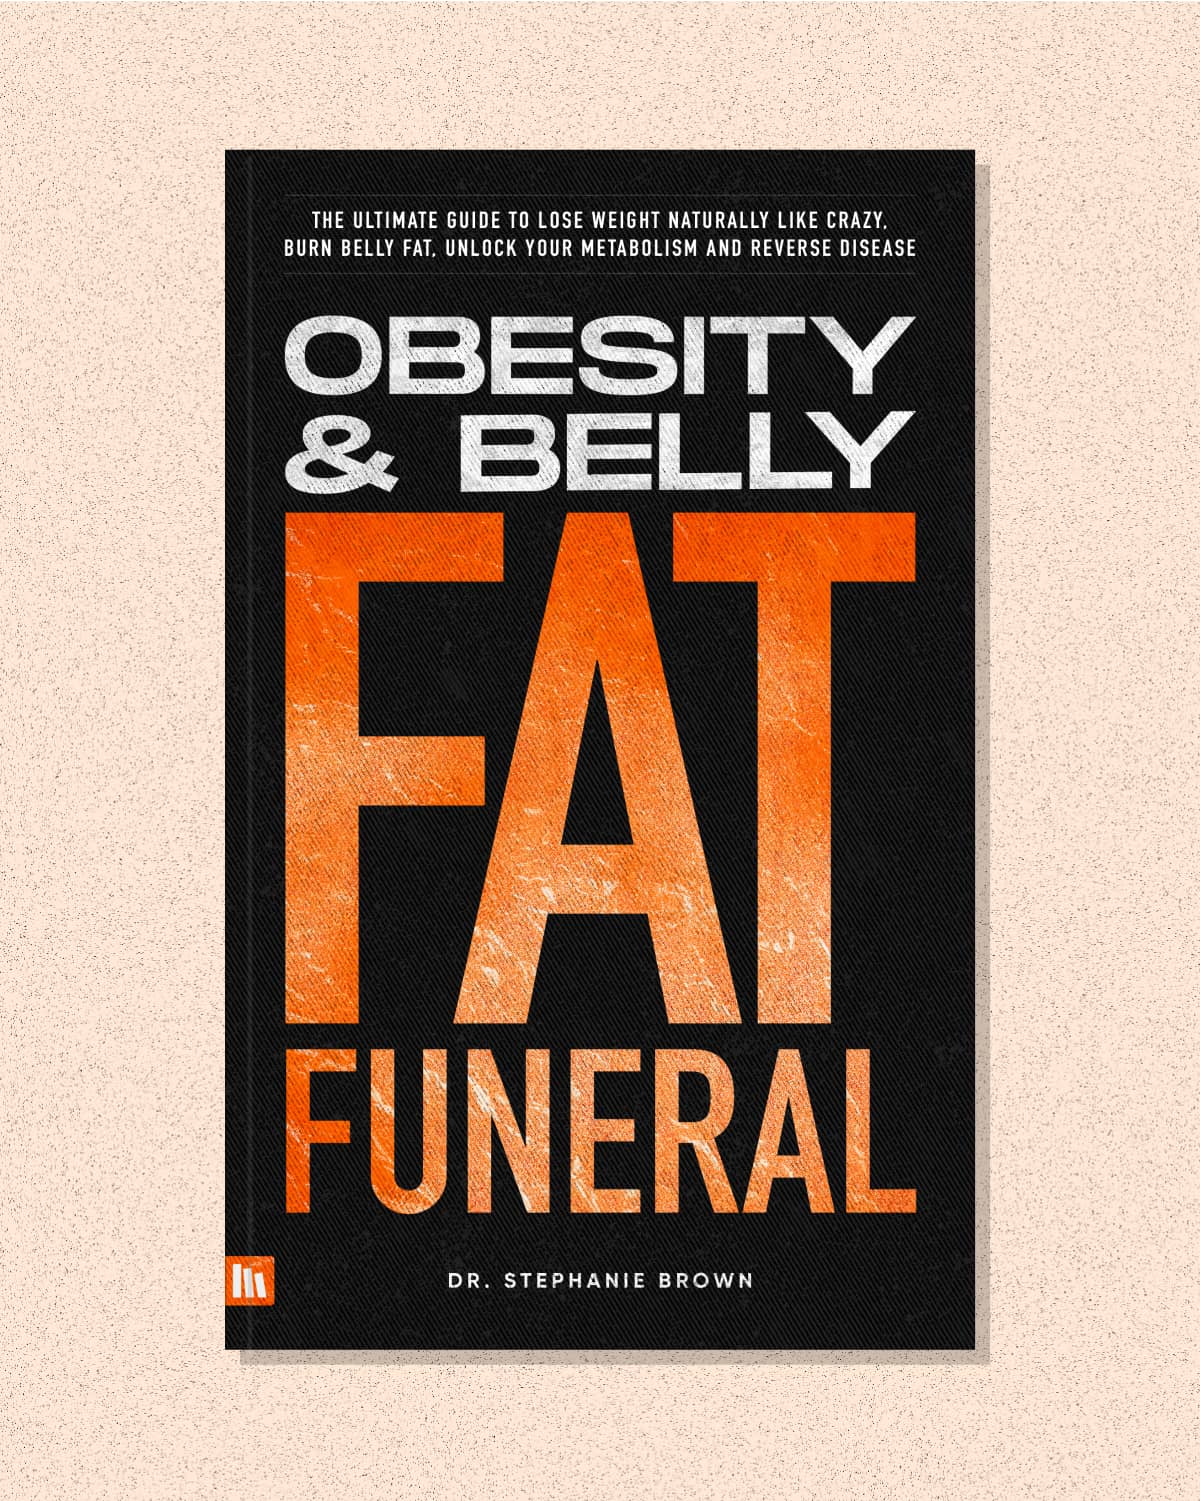 THE ULTIMATE GUIDE TO LOSE WEIGHT NATURALLY LIKE CRAZY,
BURN BELLY FAT, UNLOCK YOUR METABOLISM AND REVERSE DISEASE
OBESITY
& BELLY
FAT
FUNERAL
DR. STEPHANIE BROWN